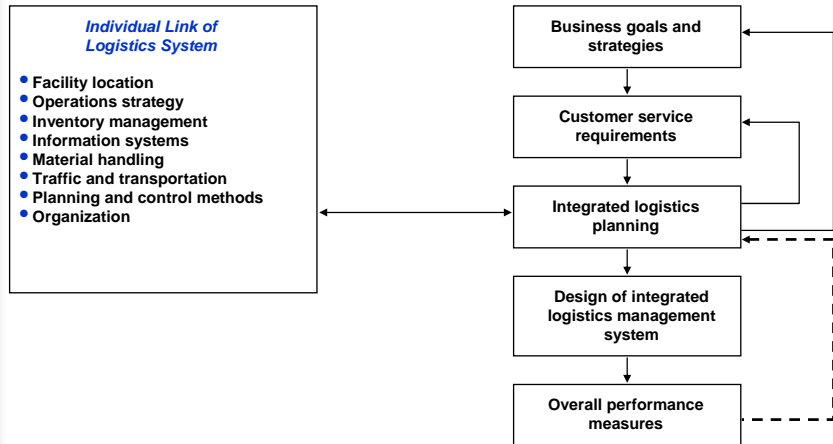 Individual Link of
Logistics System
• Facility location
• Operations strategy
• Inventory management
• Information systems
• Material handling
• Traffic and transportation
• Planning and control methods
• Organization
Business goals and
strategies
Customer service
requirements
Integrated logistics
planning
Design of integrated
logistics management
system
Overall performance
measures